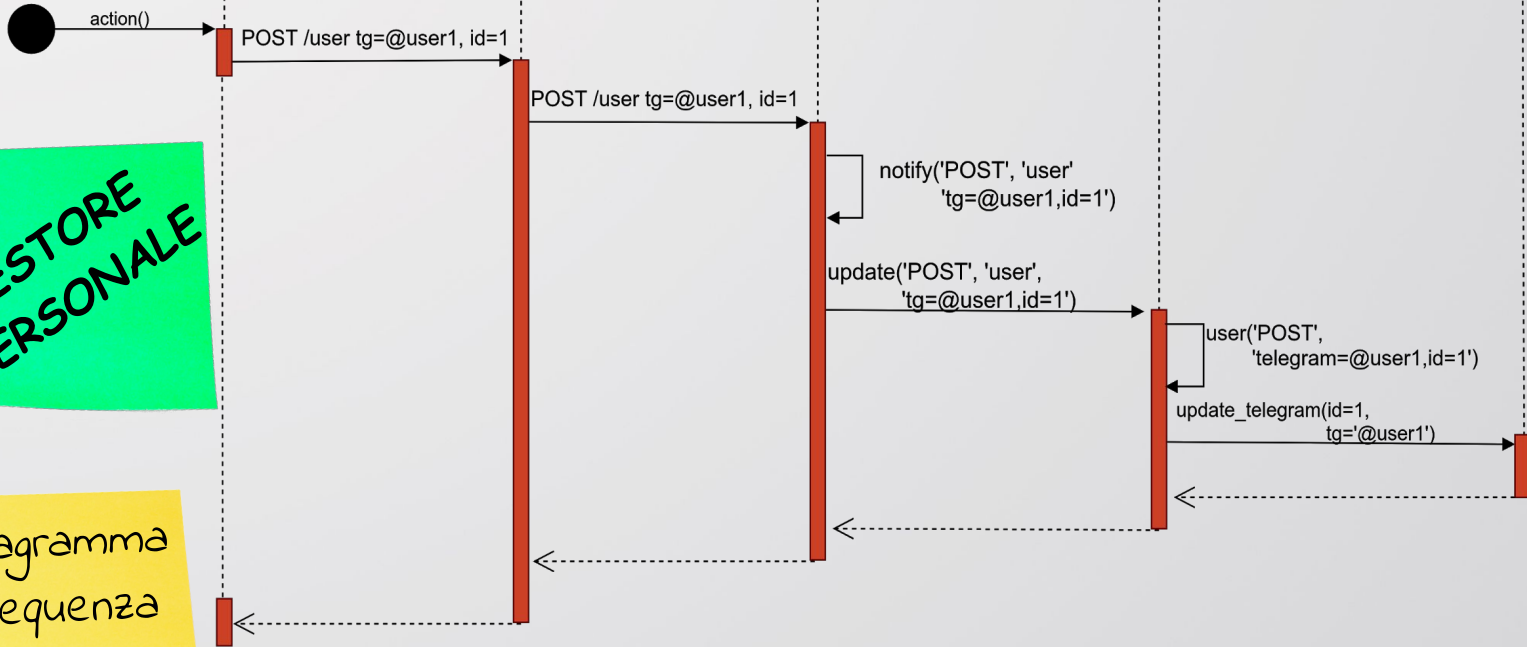 action()
POST /user tg=@user1, id=1
POST /user tg=@user1, id=1
notify('POST', 'user'
'tg=@user1,id=1')
update('POST', 'user',
'tg=@user1,id=1')
user('POST',
'telegram=@user1,id=1')
update_telegram(id=1,
tg='@user1')
ESTORE
ERSONALE
agramma
equenza